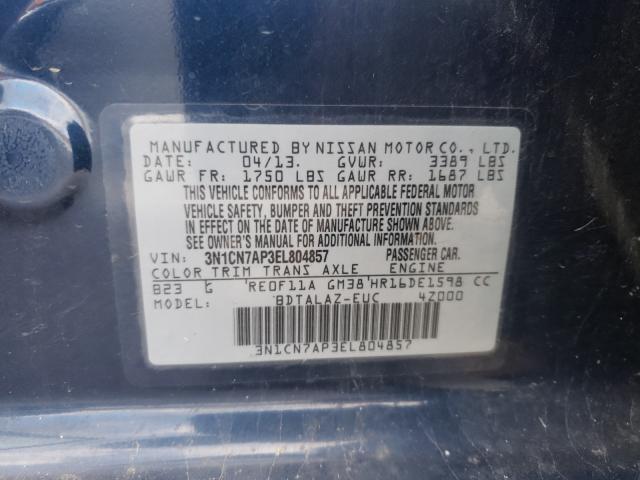 MANUFACTURED BY NISSAN MOTOR CO., LTD.
DATE: 04/13. GVWR: 3389 LBS
GAWR FR: 1750 LBS GAWR RR: 1687 LBS
THIS VEHICLE CONFORMS TO ALL APPLICABLE FEDERAL MOTOR
VEHICLE SAFETY, BUMPER AND THEFT PREVENTION STANDARDS
IN EFFECT ON THE DATE OF MANUFACTURE SHOWN ABOVE.
SEE OWNER'S MANUAL FOR ADDITIONAL INFORMATION.
VIN: 3N1CN7AP3EL804857 PASSENGER CAR.
COLOR TRIM TRANS AXLE ENGINE
B23 G RE0F11A GM38 HR16DE1598 CC
MODEL: BDTALAZ-EUC 4Z000
3N1CN7AP3EL804857